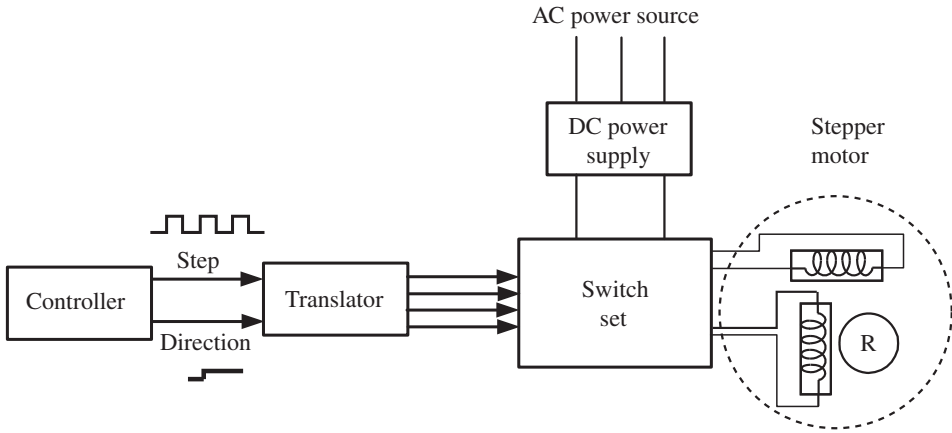 AC power source
DC power
supply
Stepper
motor
Step
Controller
Translator
Switch
set
Direction
R